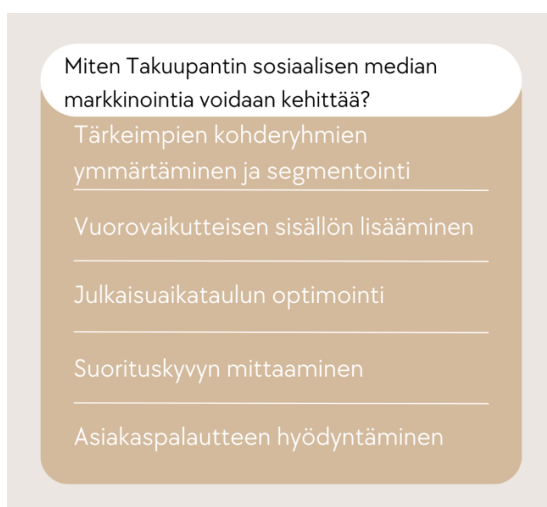 Miten Takuupantin sosiaalisen median
markkinointia voidaan kehittää?
Tärkeimpien kohderyhmien
ymmärtäminen ja segmentointi
Vuorovaikutteisen sisällön lisääminen
Julkaisuaikataulun optimointi
Suorituskyvyn mittaaminen
Asiakaspalautteen hyödyntäminen